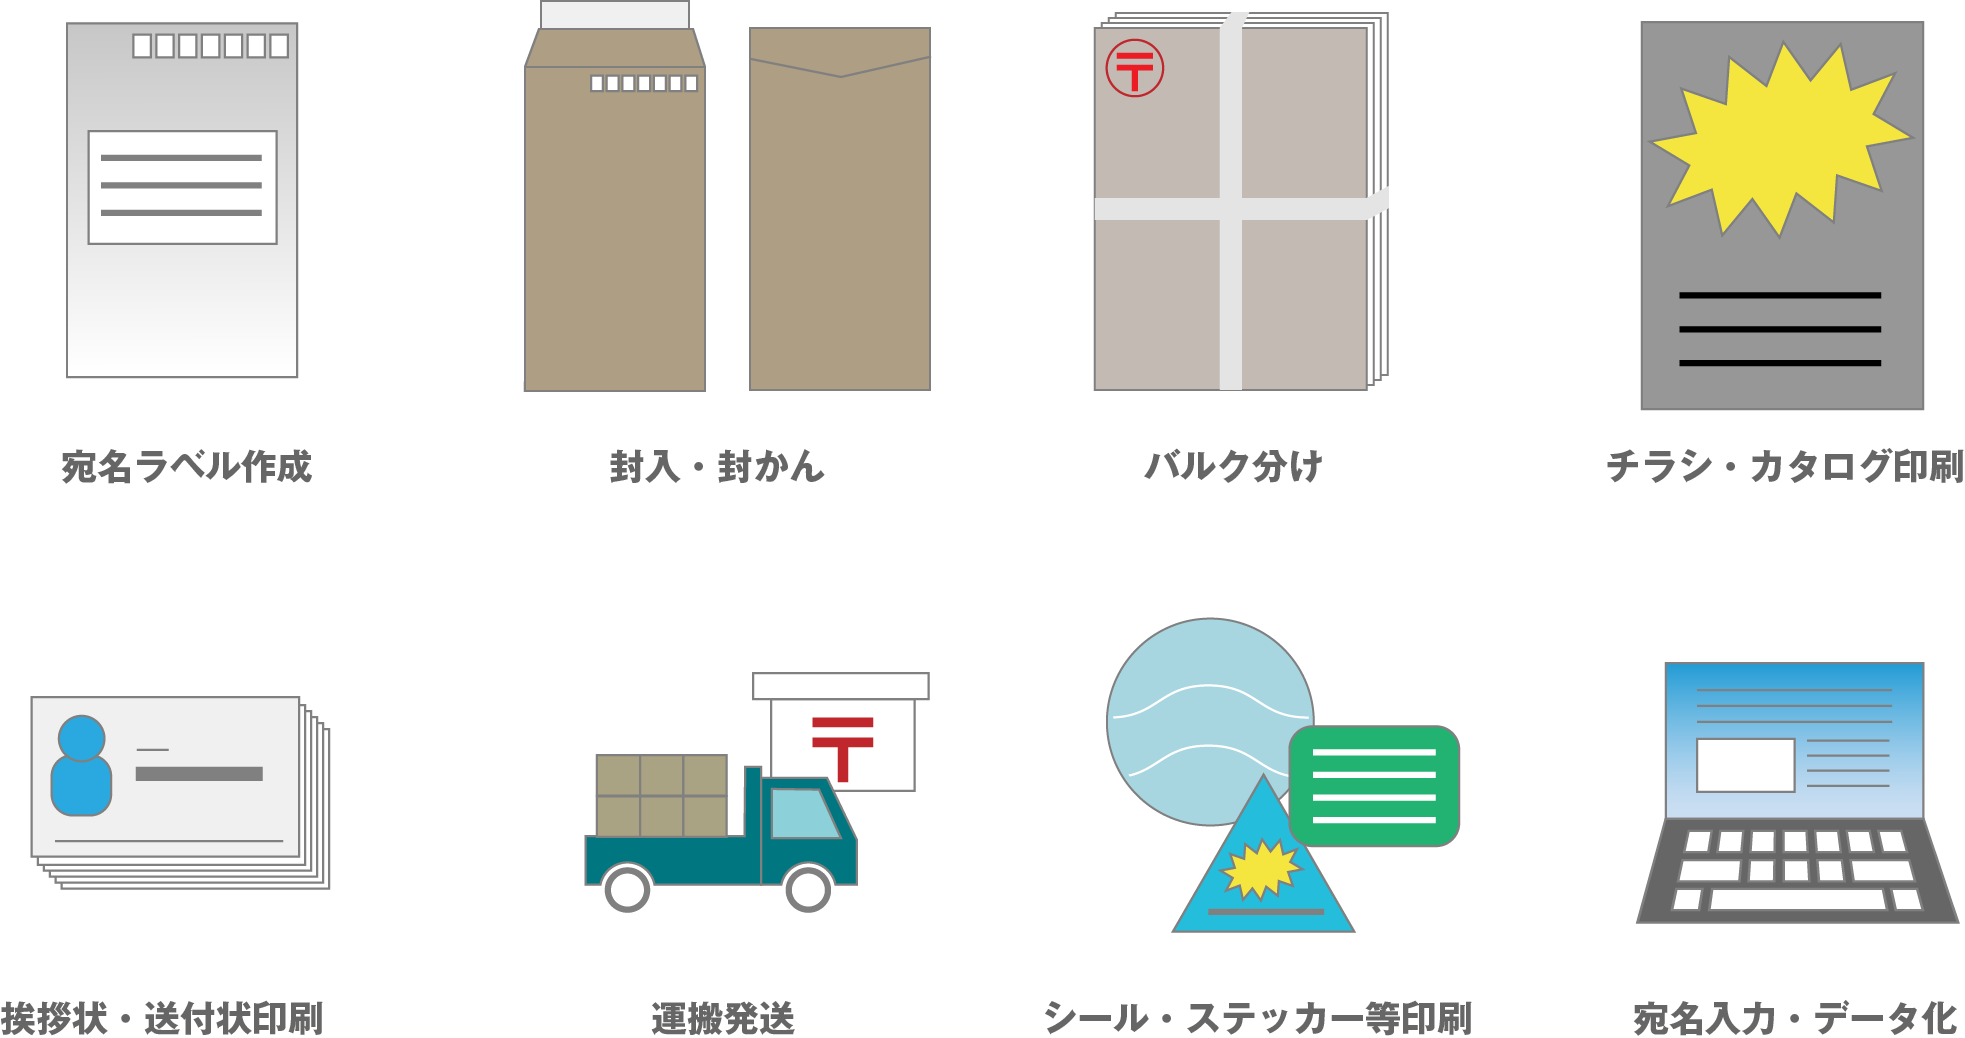 〒
宛名ラベル作成
封入・封かん
バルク分け
チラシ・カタログ印刷
〒
挨拶状・送付状印刷
運搬発送
シール・ステッカー等印刷
宛名入力・データ化